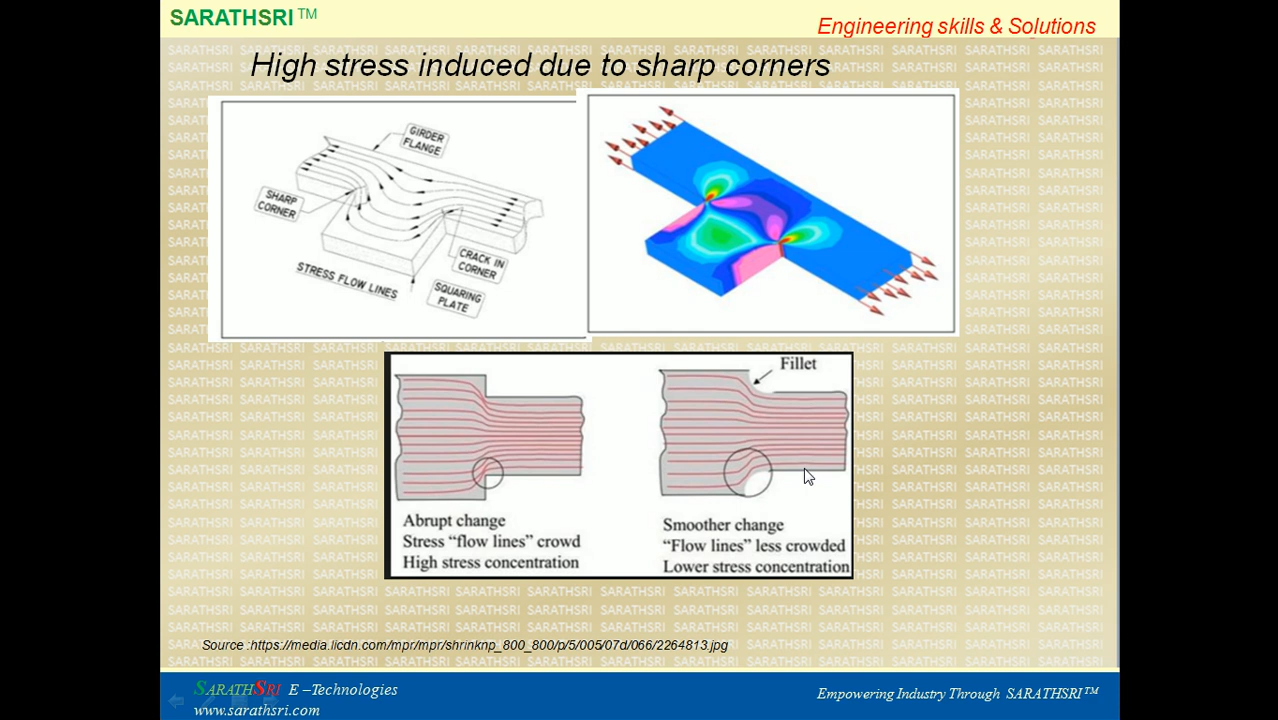 SARATHSRI™
Engineering skills & Solutions
High stress induced due to sharp corners
GIRDER
FLANGE
SHARP
CORNER
CRACK IN
CORNER
STRESS FLOW LINES
SQUARING
PLATE
Fillet
Abrupt change
Stress “flow lines” crowd
High stress concentration
Smoother change
“Flow lines” less crowded
Lower stress concentration
Source :https://media.licdn.com/mpr/mpr/shrinknp_800_800/p/5/005/07d/066/2264813.jpg
SARATHSRI E –Technologies
www.sarathsri.com
Empowering Industry Through SARATHSRI™